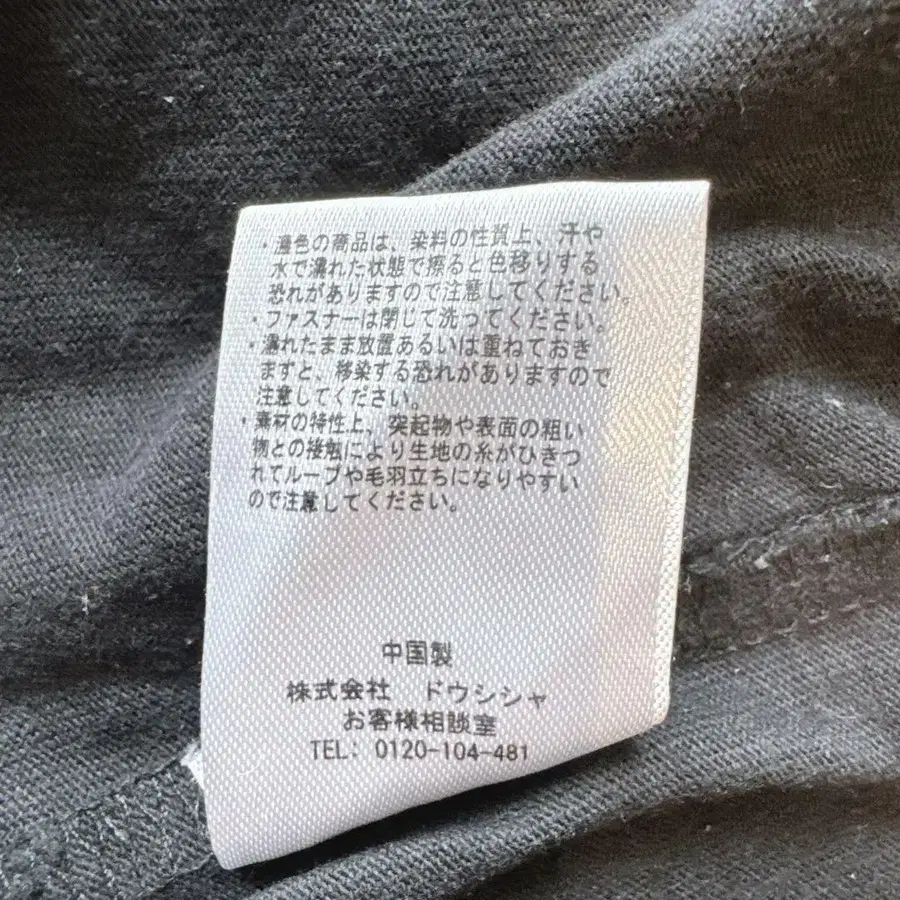 ・濃色の商品は、染料の性質上、汗や
水で濡れた状態で擦ると色移りする
恐れがありますので注意してください。
・ファスナーは閉じて洗ってください。
・濡れたまま放置あるいは重ねておき
ますと、移染する恐れがありますので
注意してください。
・素材の特性上、突起物や表面の粗い
物との接触により生地の糸がひきつ
れてループや毛羽立ちになりやすい
ので注意してください。
中国製
株式会社 ドウシシャ
お客様相談室
TEL: 0120-104-481